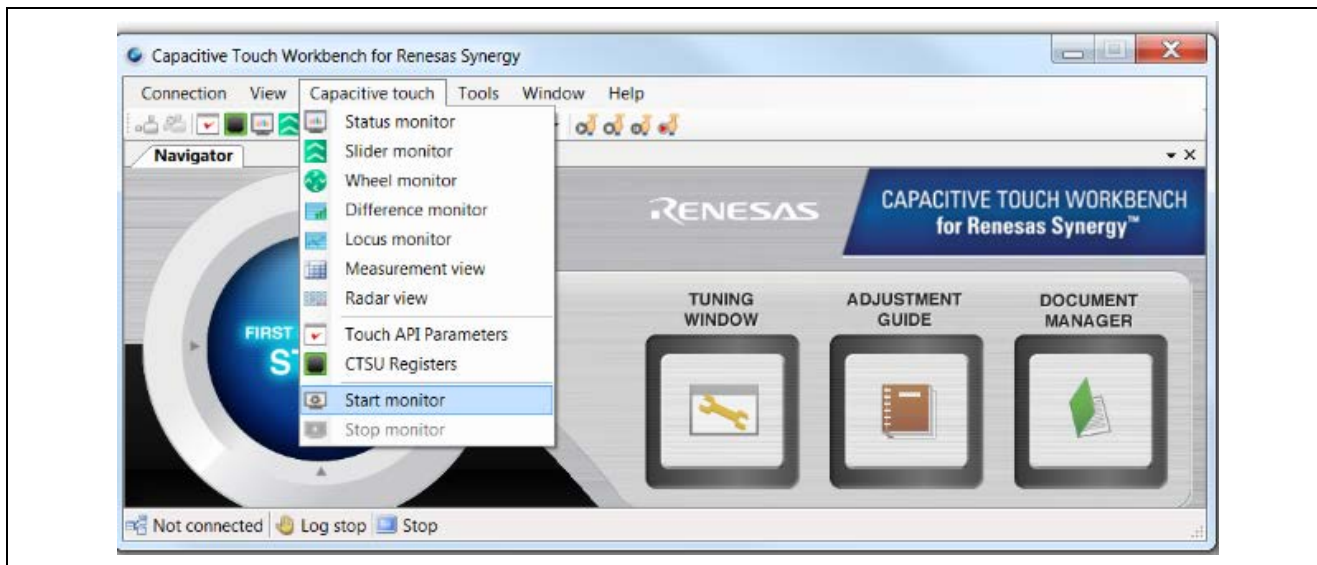 Capacitive Touch Workbench for Renesas Synergy
Connection View Capacitive touch Tools Window Help
Status monitor
Navigator
Slider monitor
Wheel monitor
Difference monitor
Locus monitor
Measurement view
Radar view
Touch API Parameters
CTSU Registers
Start monitor
Stop monitor
RENESAS
CAPACITIVE TOUCH WORKBENCH
for Renesas Synergy™
FIRST
TUNING
WINDOW
ADJUSTMENT
GUIDE
DOCUMENT
MANAGER
Not connected Log stop Stop